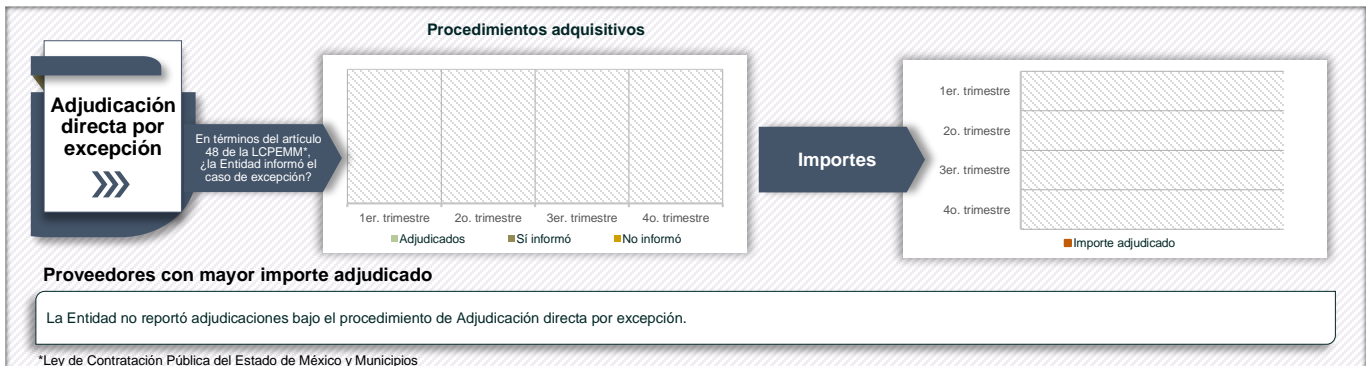 Procedimientos adquisitivos
Adjudicación
directa por
excepción
En términos del artículo
48 de la LCPEMM*,
¿la Entidad informó el
caso de excepción?
1er. trimestre
2o. trimestre
3er. trimestre
4o. trimestre
Adjudicados
Sí informó
No informó
Importes
1er. trimestre
2o. trimestre
3er. trimestre
4o. trimestre
Importe adjudicado
Proveedores con mayor importe adjudicado
La Entidad no reportó adjudicaciones bajo el procedimiento de Adjudicación directa por excepción.
*Ley de Contratación Pública del Estado de México y Municipios